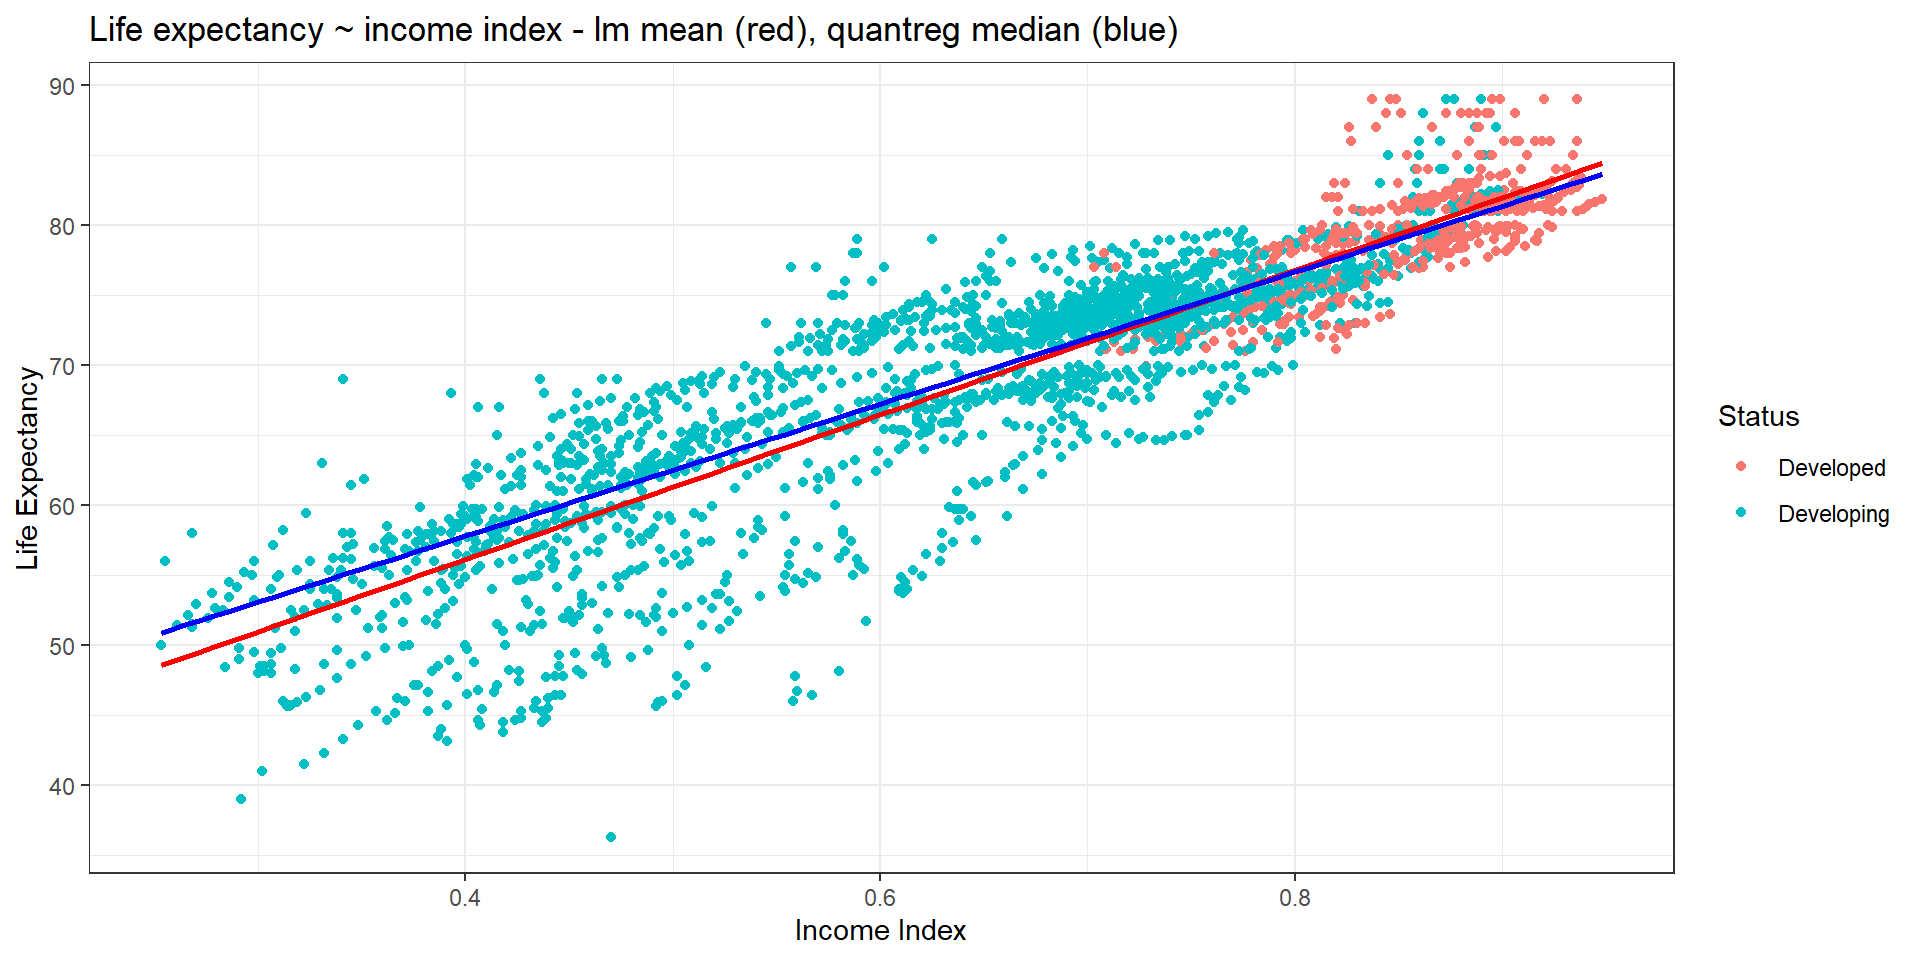 Life expectancy ~ income index - lm mean (red), quantreg median (blue)
90
80
70
60
50
40
Life Expectancy
0.4
0.6
0.8
Income Index
Status
Developed
Developing